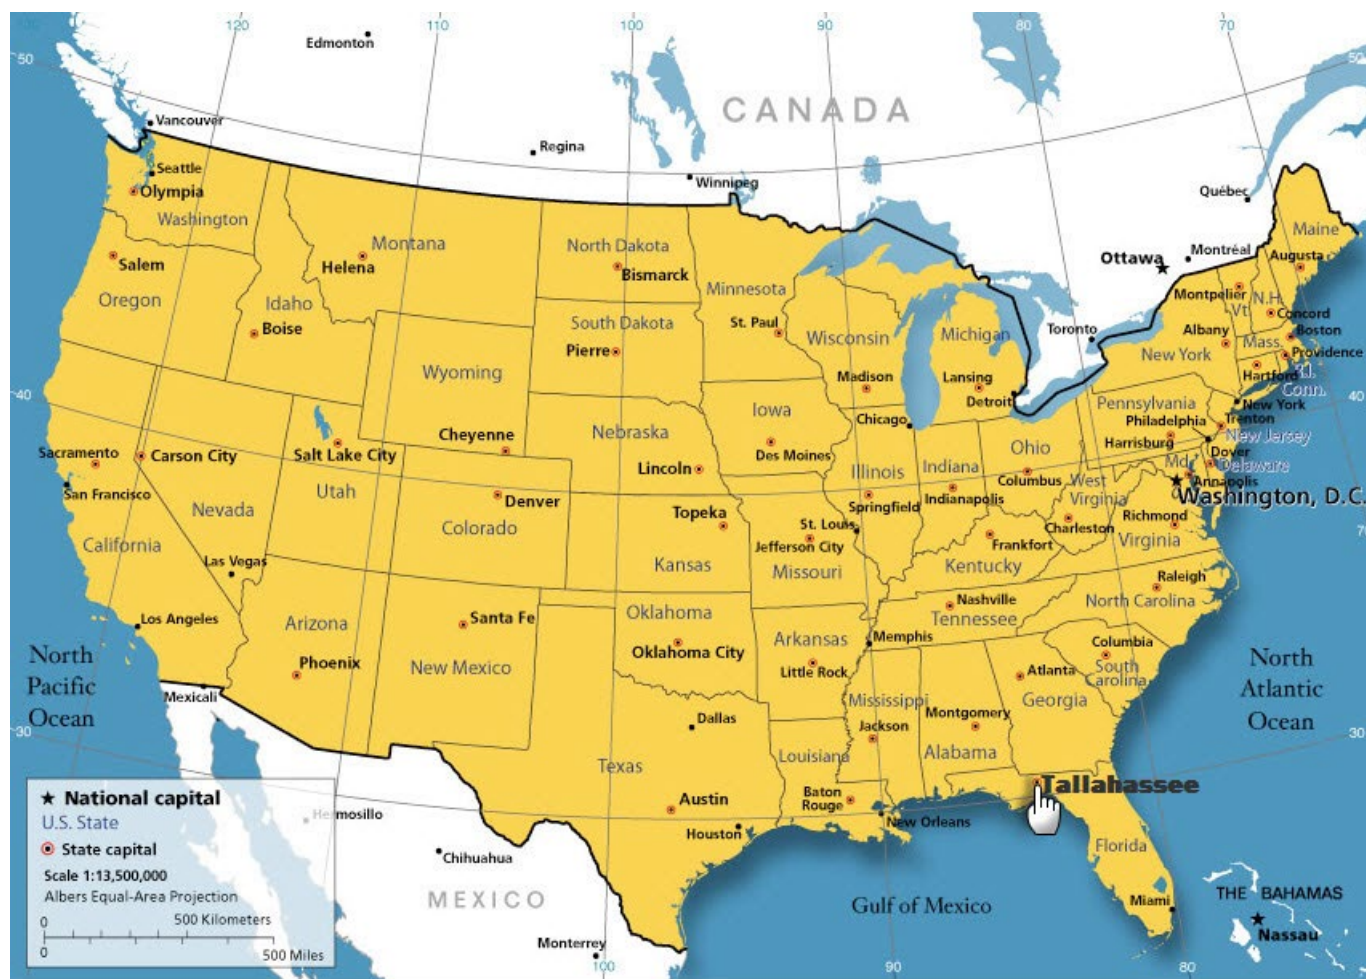 120
110
100
90
80
70
Edmonton
50
50
CANADA
Vancouver
Regina
Winnipeg
Seattle
Olympia
Washington
Québec
Montana
North Dakota
Maine
Salem
Helena
Bismarck
Ottawa
Montréal
Augusta
Oregon
Idaho
Minnesota
Montpelier
Vt.
N.H.
Concord
Boise
South Dakota
St. Paul
Wisconsin
Michigan
Toronto
Albany
Boston
Pierre
New York
Mass.
Providence
Wyoming
Madison
Lansing
Hartford
R.I.
Conn.
40
Detroit
40
Iowa
Chicago
Pennsylvania
New York
Nebraska
Philadelphia
Trenton
Cheyenne
Ohio
Harrisburg
New Jersey
Sacramento
Carson City
Salt Lake City
Des Moines
Dover
Lincoln
Illinois
Indiana
Md.
Delaware
San Francisco
Utah
Denver
Columbus
West
Virginia
Annapolis
Washington, D.C.
Nevada
Topeka
Springfield
Indianapolis
Colorado
St. Louis
Charleston
Richmond
California
Jefferson City
Frankfort
Virginia
Las Vegas
Kansas
Missouri
Kentucky
Raleigh
Los Angeles
Arizona
Santa Fe
Oklahoma
Nashville
North Carolina
Tennessee
Arkansas
Memphis
Columbia
North
Pacific
Ocean
Phoenix
New Mexico
Oklahoma City
Little Rock
Atlanta
South
Carolina
North
Atlantic
Ocean
Mexicali
Mississippi
Georgia
Dallas
Montgomery
Jackson
30
30
Texas
Louisiana
Alabama
Tallahassee
National capital
U.S. State
State capital
Scale 1:13,500,000
Albers Equal-Area Projection
0
500 Kilometers
0
500 Miles
Hermosillo
Austin
Baton
Rouge
Houston
New Orleans
Chihuahua
Florida
MEXICO
Gulf of Mexico
Miami
THE BAHAMAS
Nassau
Monterrey
100
90
80